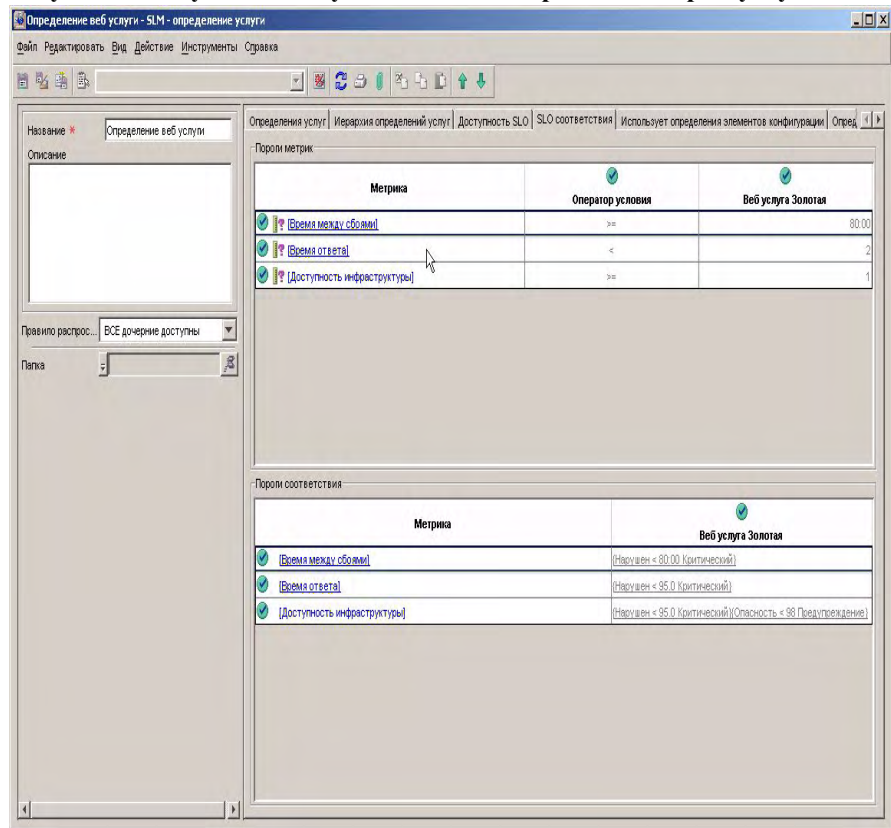 Определение веб услуги - SLM - определение услуги
Файл Редактировать Вид Действие Инструменты Справка
Название *
Определение веб услуги
Описание
Правило распрос... ВСЕ дочерние доступны
Папка
Определения услуг Иерархия определений услуг Доступность SLO SLO соответствия Использует определения элементов конфигурации Опред
Пороги метрик
Метрика Оператор условия Веб услуга Золотая
[Время между сбоями] >= 80:00
[Время ответа] < 2
[Доступность инфраструктуры] >= 1
Пороги соответствия
Метрика Веб услуга Золотая
[Время между сбоями] (Нарушен < 80:00 Критический)
[Время ответа] (Нарушен < 95.0 Критический)
[Доступность инфраструктуры] (Нарушен < 95.0 Критический)(Опасность < 98 Предупреждение)